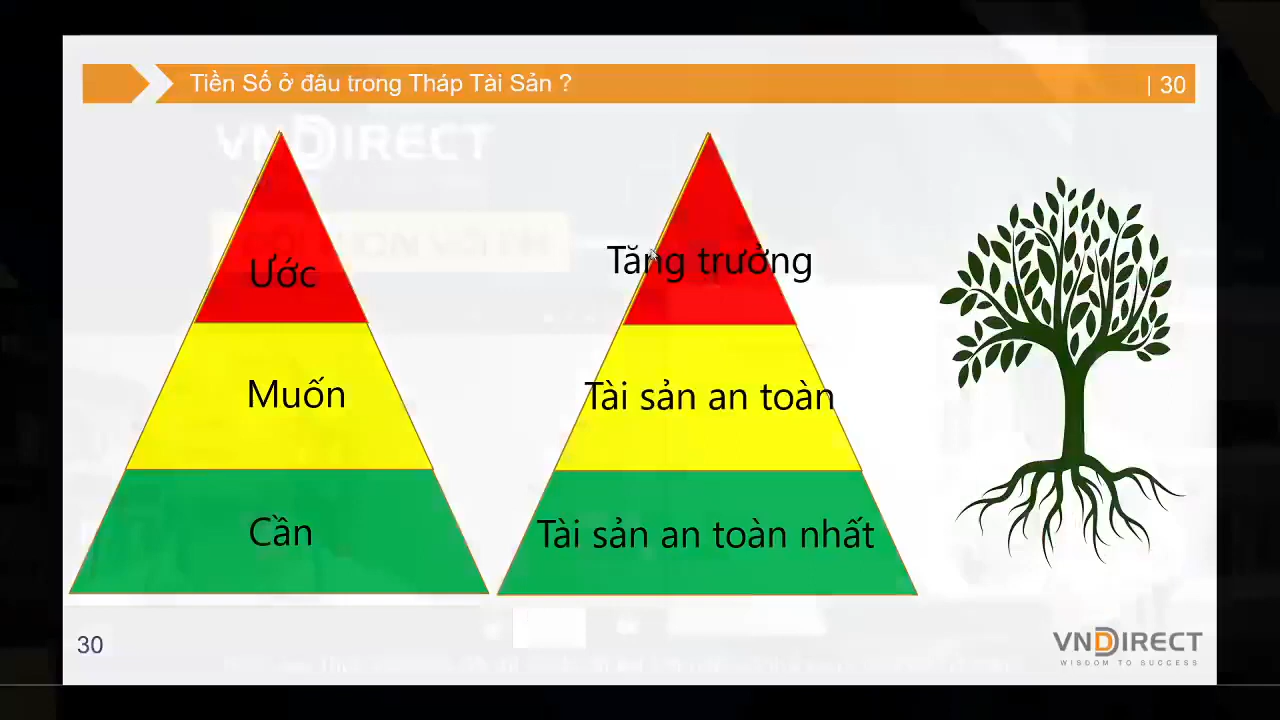 Tiền Số ở đâu trong Tháp Tài Sản ?
| 30
VNDIRECT
Ước
Muốn
Cần
Tăng trưởng
Tài sản an toàn
Tài sản an toàn nhất
30
VNDIRECT
WISDOM TO SUCCESS